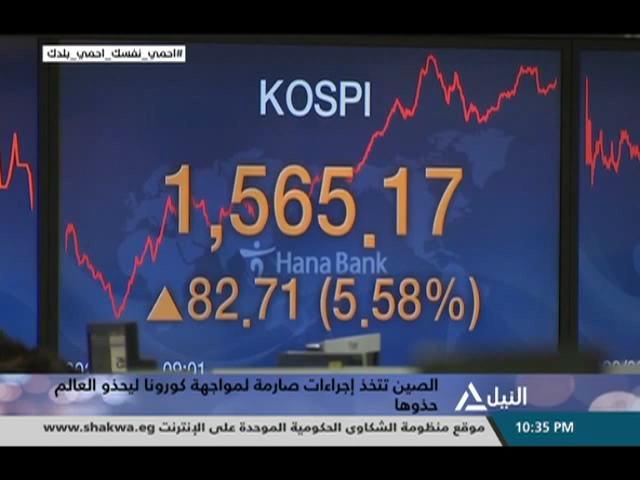 #احمي_نفسك_احمي_بلدك
KOSPI
1,565.17
Hana Bank
▲82.71 (5.58%)
09:01
الصين تتخذ إجراءات صارمة لمواجهة كورونا ليحذو العالم
حذوها
النيل
موقع منظومة الشكاوى الحكومية الموحدة على الإنترنت www.shakwa.eg
10:35 PM